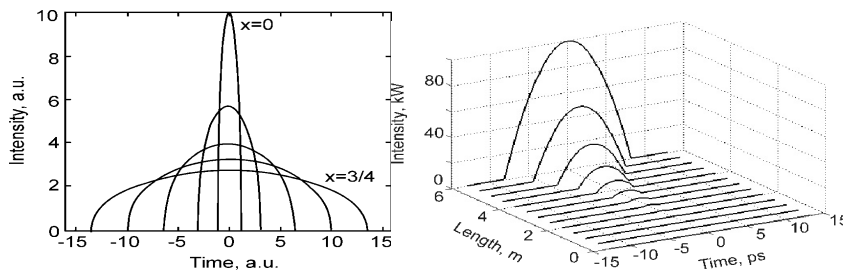 10
8
6
4
2
0
Intensity, a.u.
x=0
x=3/4
-15 -10 -5 0 5 10 15
Time, a.u.
Intensity, kW
80
40
0
6
4
2
0
Length, m
-15 -10 -5 0 5 10 15
Time, ps